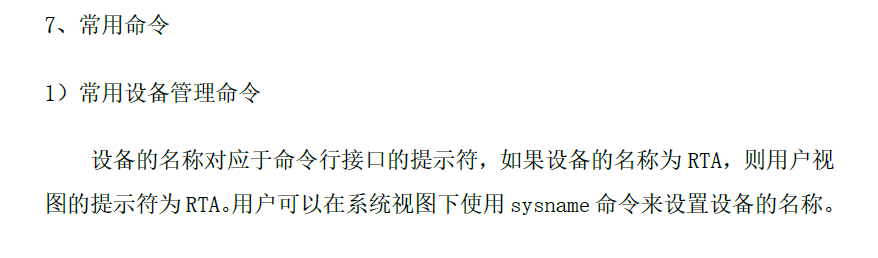 7、常用命令
1）常用设备管理命令
设备的名称对应于命令行接口的提示符，如果设备的名称为 RTA，则用户视
图的提示符为 RTA。用户可以在系统视图下使用 sysname 命令来设置设备的名称。